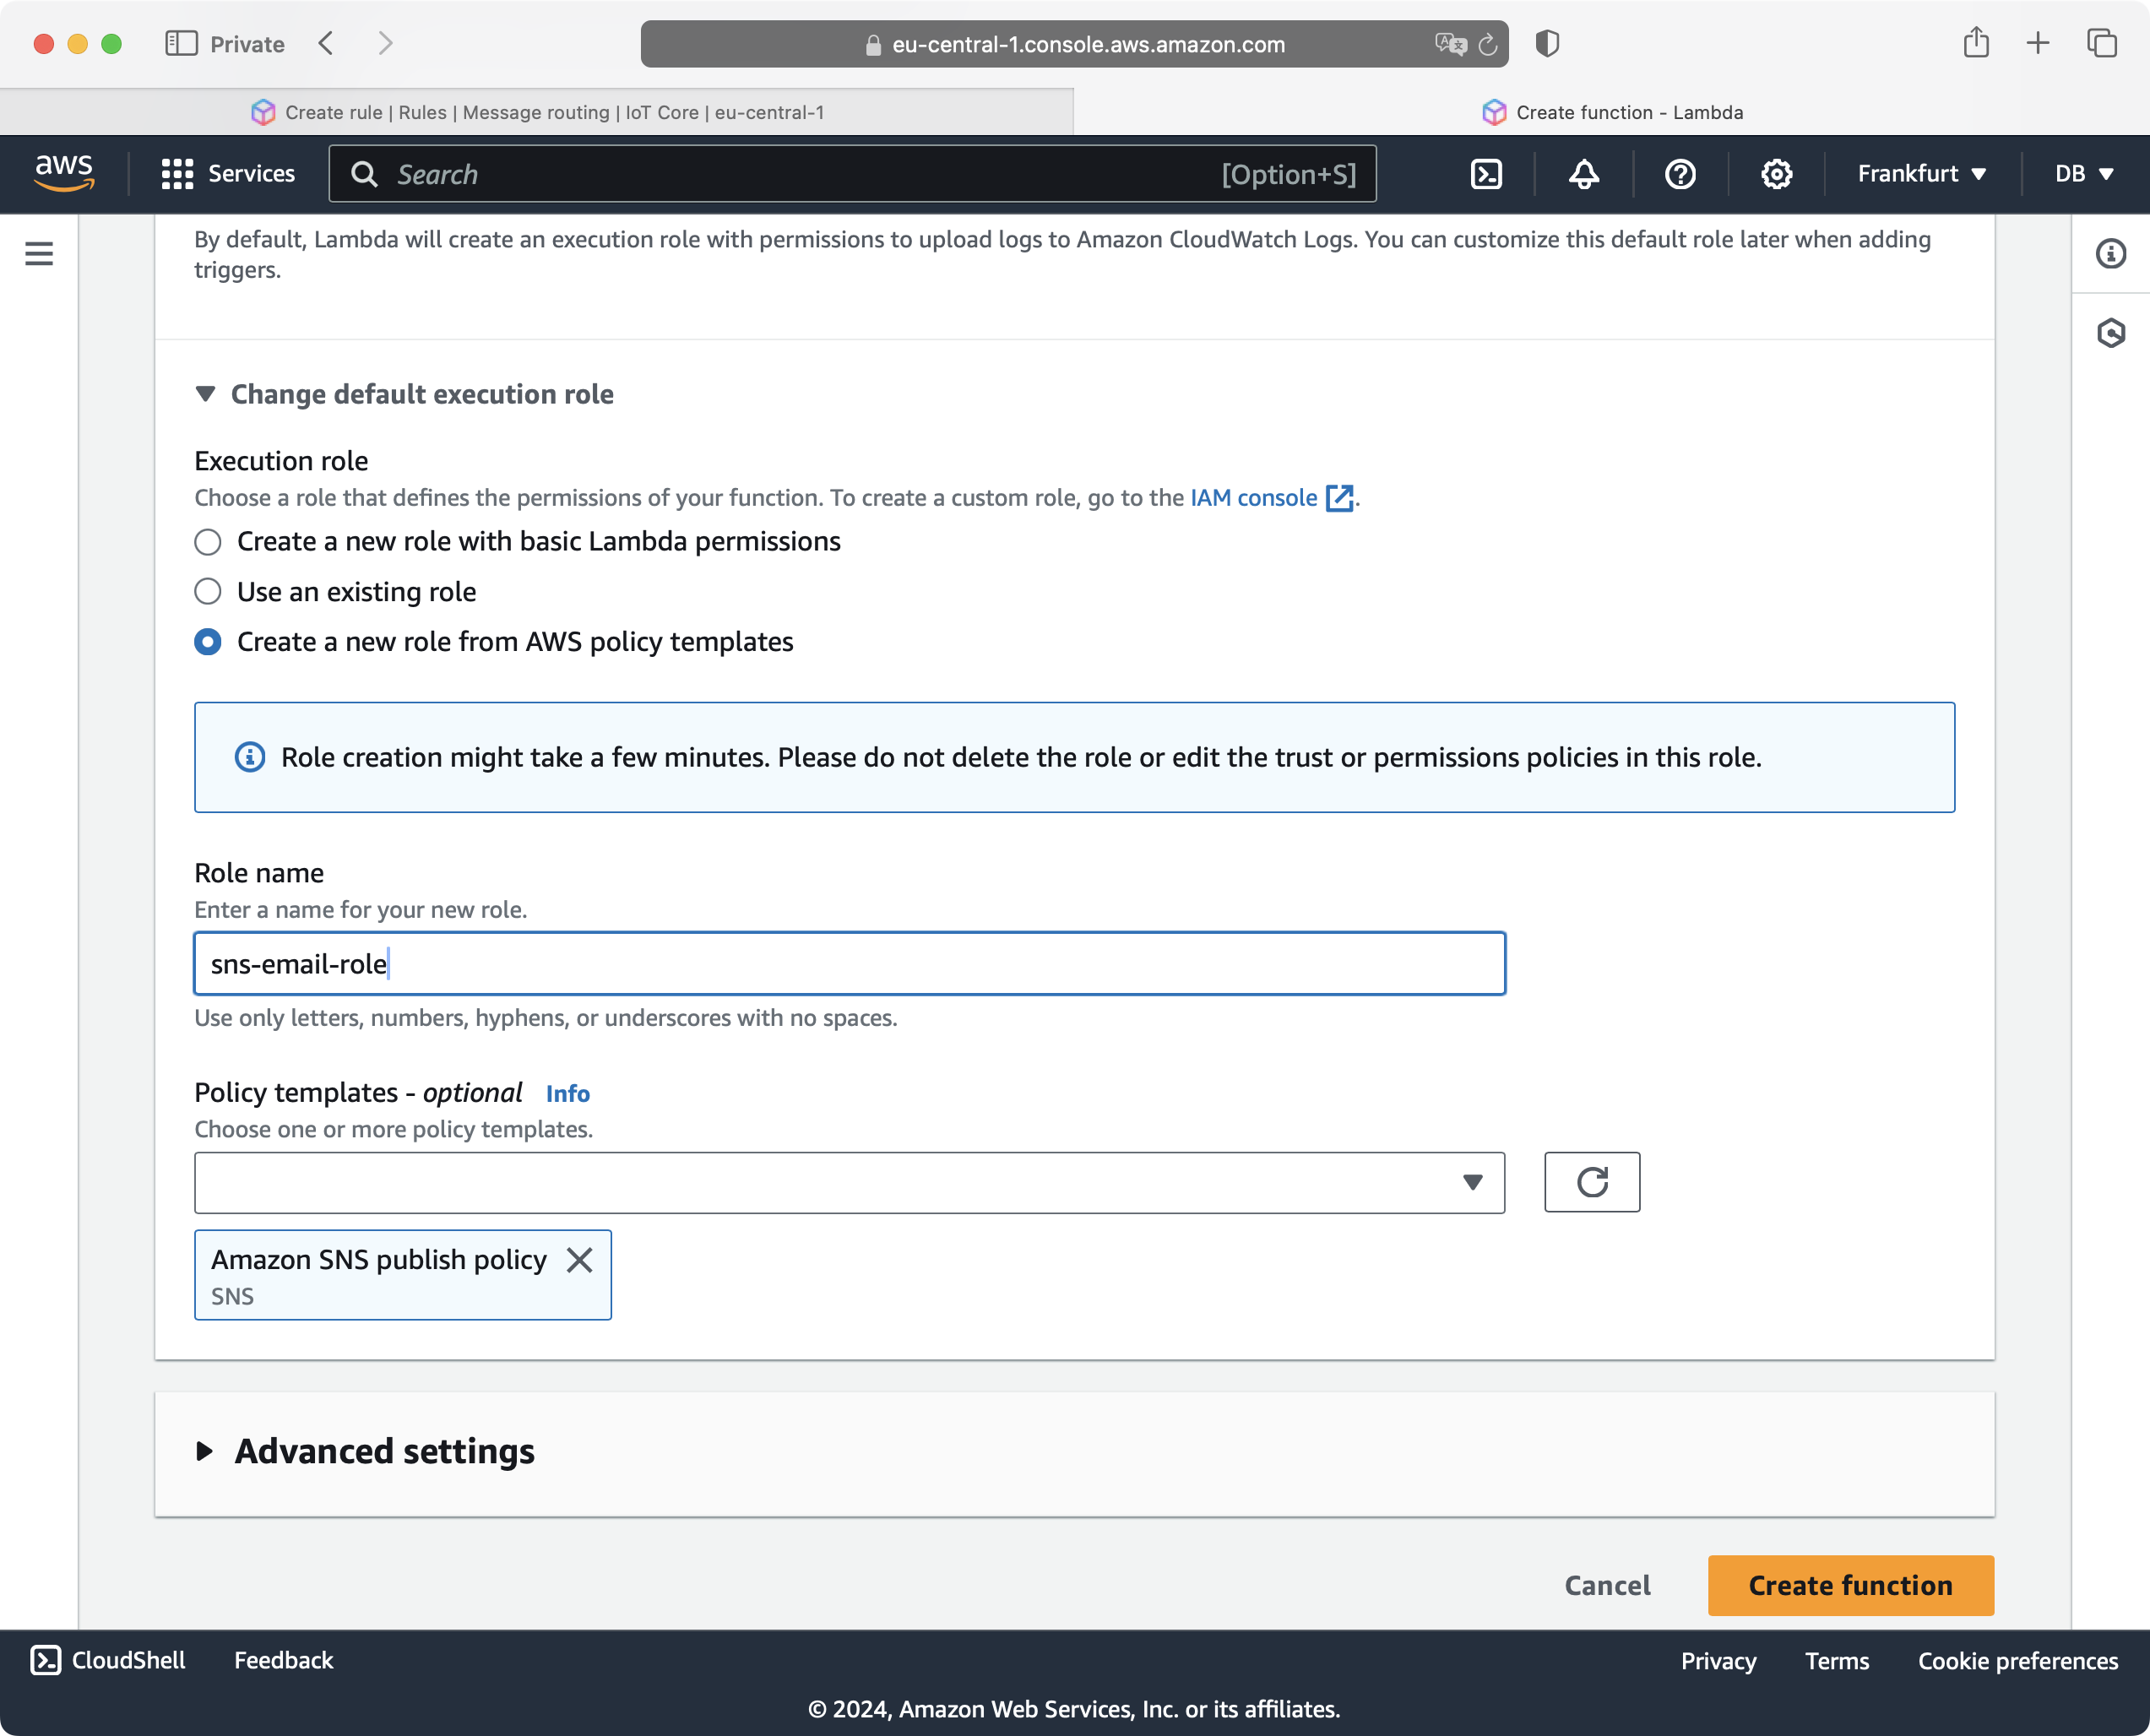 Private
eu-central-1.console.aws.amazon.com
Create rule | Rules | Message routing | IoT Core | eu-central-1
Create function - Lambda
aws
Services
Search
[Option+S]
Frankfurt
DB
By default, Lambda will create an execution role with permissions to upload logs to Amazon CloudWatch Logs. You can customize this default role later when adding
triggers.
Change default execution role
Execution role
Choose a role that defines the permissions of your function. To create a custom role, go to the IAM console.
Create a new role with basic Lambda permissions
Use an existing role
Create a new role from AWS policy templates
Role creation might take a few minutes. Please do not delete the role or edit the trust or permissions policies in this role.
Role name
Enter a name for your new role.
sns-email-role
Use only letters, numbers, hyphens, or underscores with no spaces.
Policy templates - optional Info
Choose one or more policy templates.
Amazon SNS publish policy
SNS
Advanced settings
Cancel
Create function
CloudShell
Feedback
Privacy
Terms
Cookie preferences
© 2024, Amazon Web Services, Inc. or its affiliates.